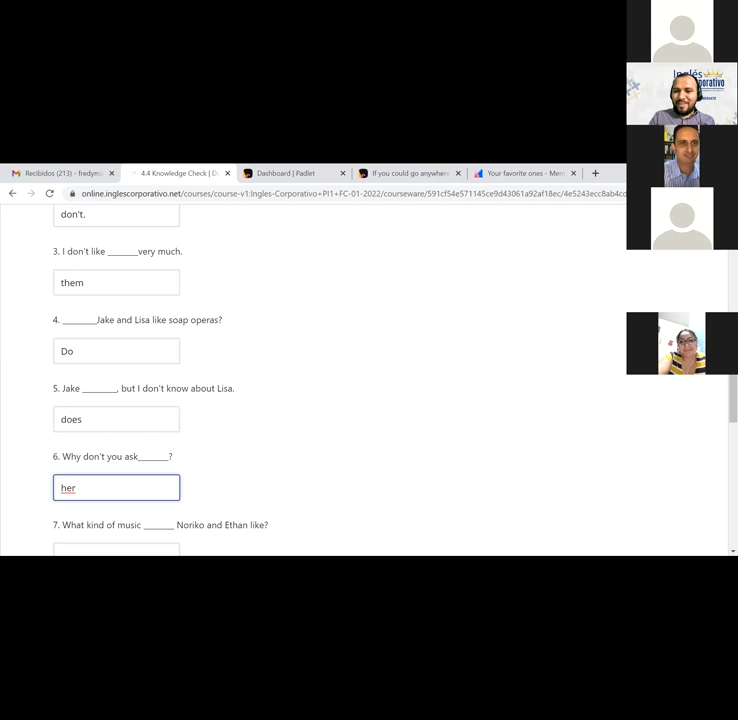 Recibidos (213) - fredyma
4.4 Knowledge Check | D
Dashboard | Padlet
If you could go anywhere
Your favorite ones - Men
online.inglescorporativo.net/courses/course-v1:Ingles-Corporativo+PI1+FC-01-2022/courseware/591cf54e571145ce9d43061a92af18ec/4e5243ecc8ab4cd
Inglés
porativo
don't.
3. I don't like _______very much.
them
4. ________Jake and Lisa like soap operas?
Do
5. Jake ________, but I don't know about Lisa.
does
6. Why don't you ask_______?
her
7. What kind of music _______ Noriko and Ethan like?